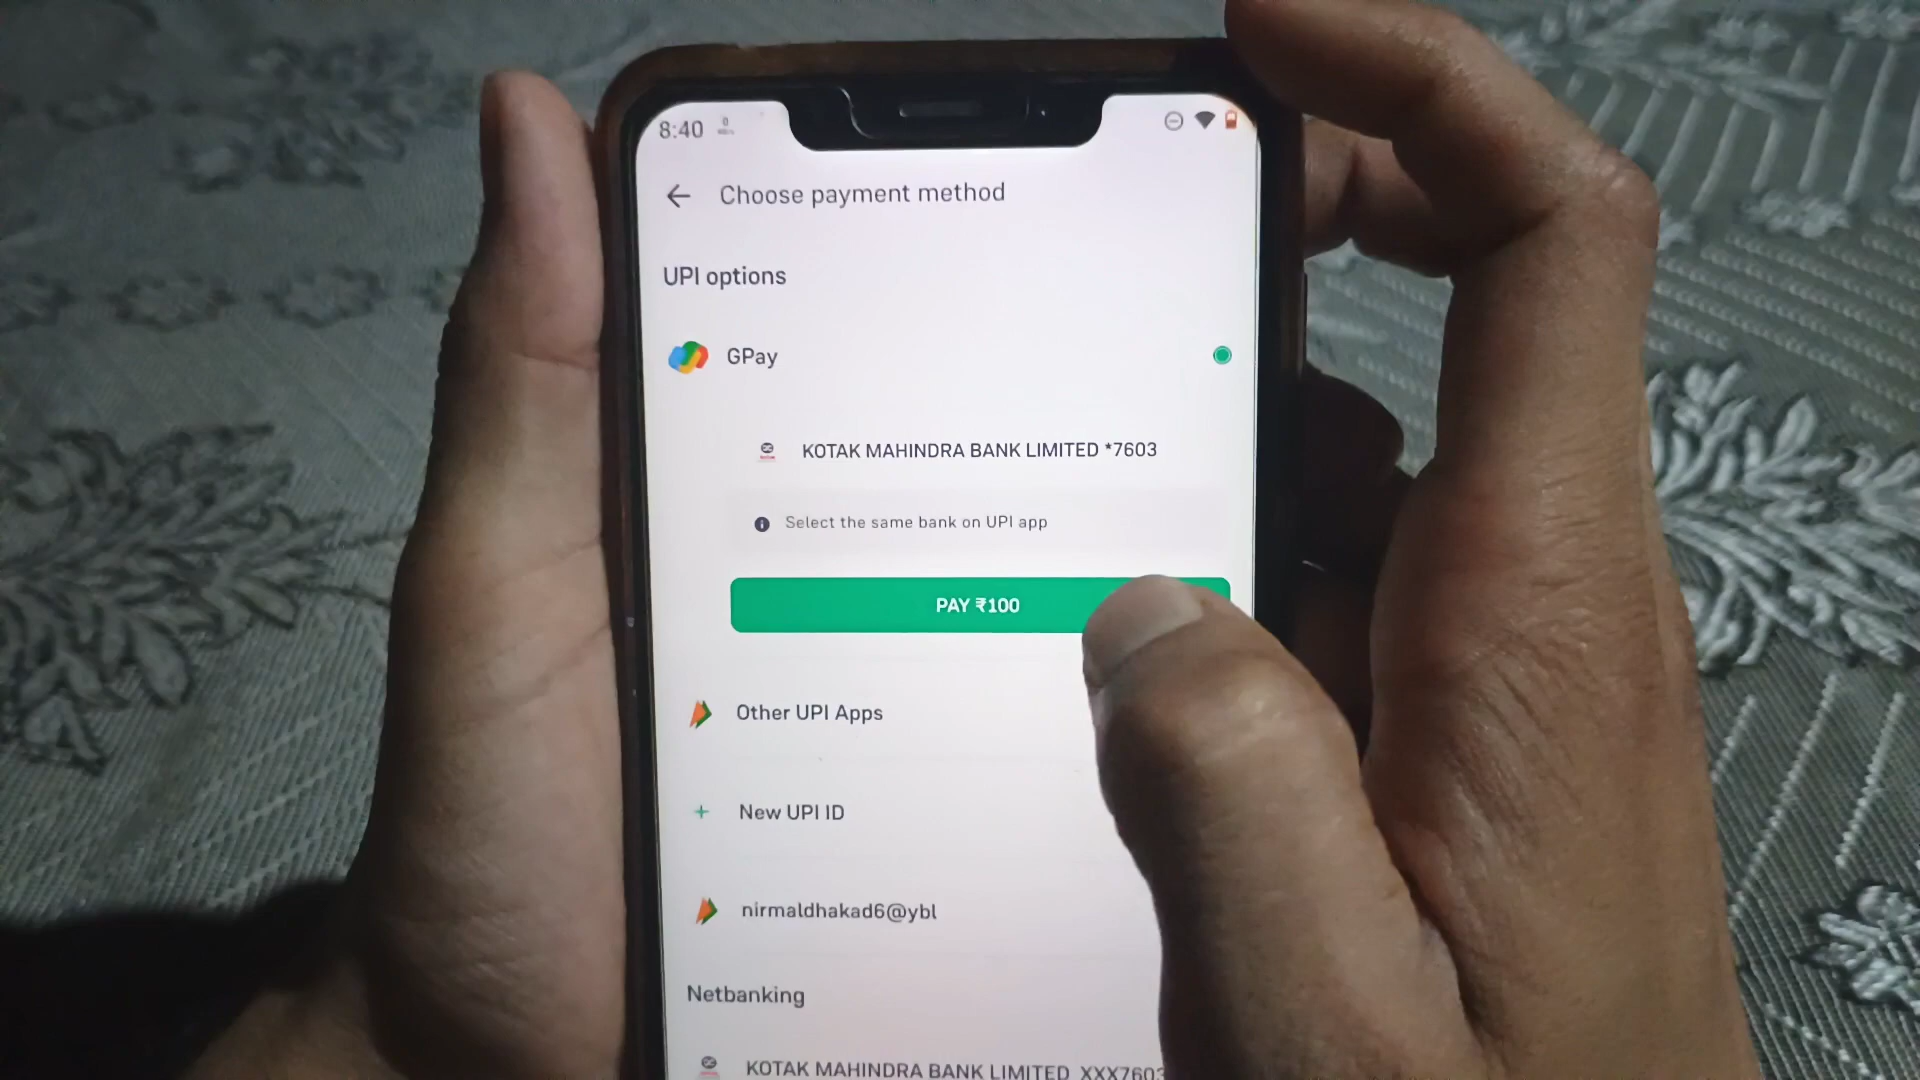 8:40
Choose payment method
UPI options
GPay
KOTAK MAHINDRA BANK LIMITED *7603
Select the same bank on UPI app
PAY ₹100
Other UPI Apps
New UPI ID
nirmaldhakad6@ybl
Netbanking
KOTAK MAHINDRA BANK LIMITED XXX7603